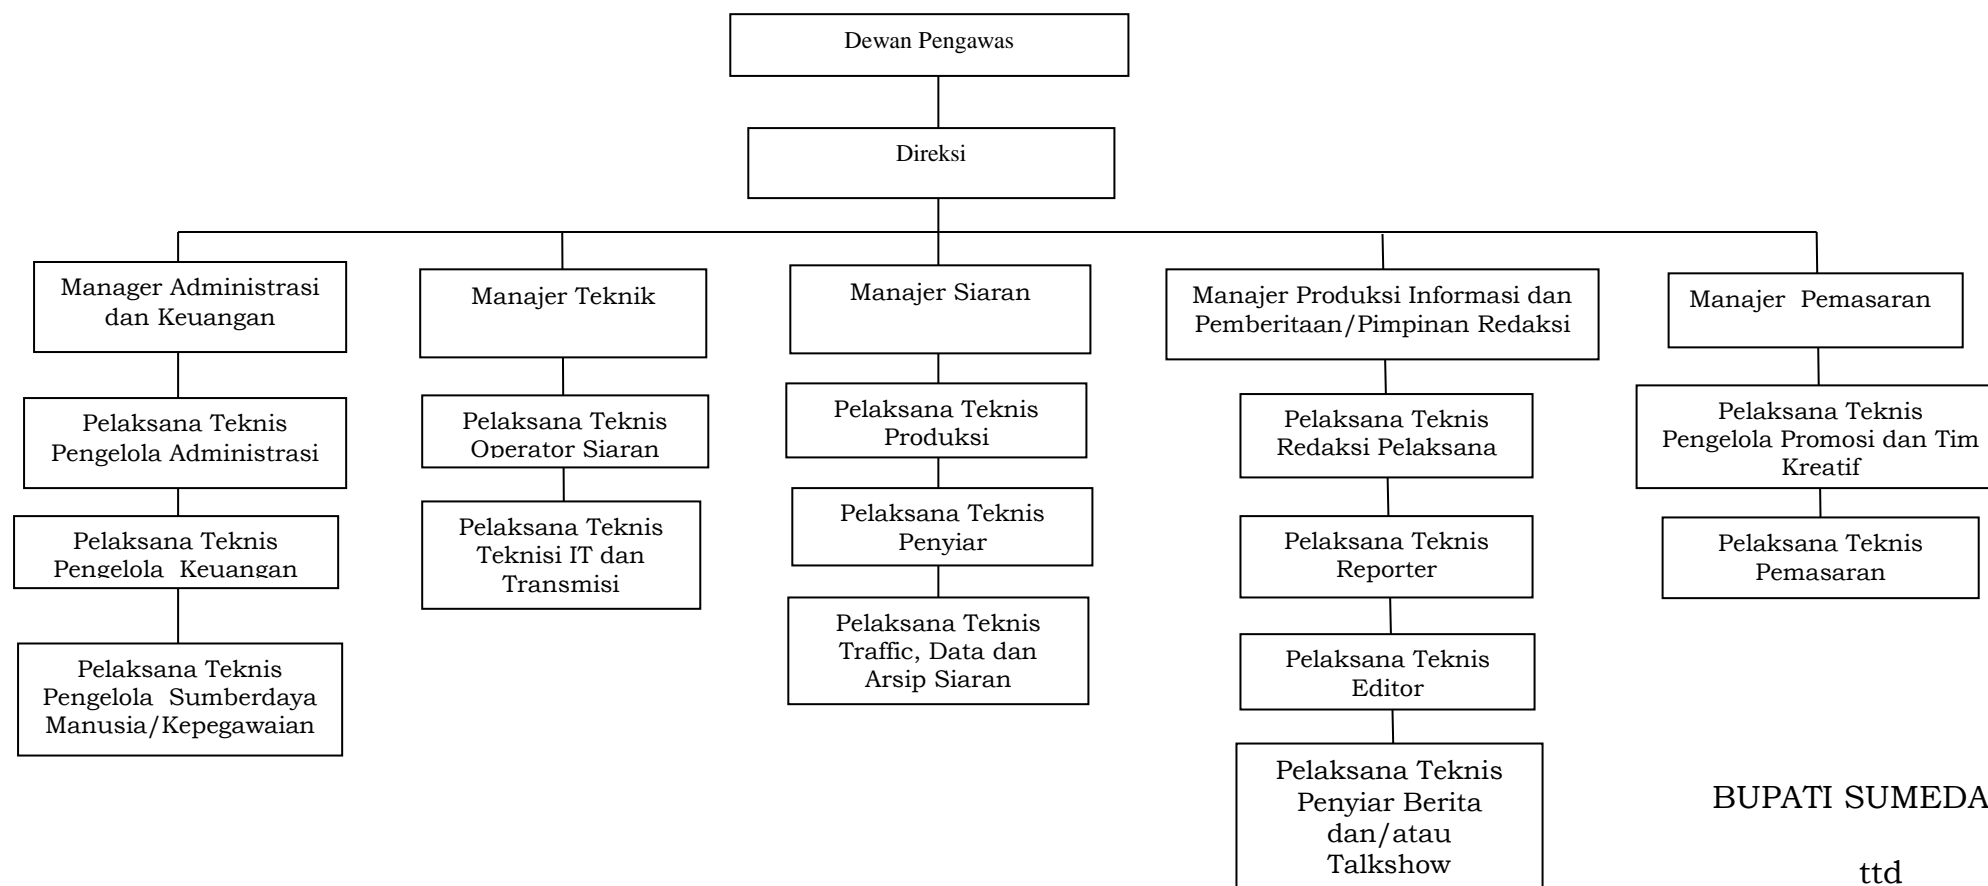 Dewan Pengawas
Direksi
Manager Administrasi
dan Keuangan
Pelaksana Teknis
Pengelola Administrasi
Pelaksana Teknis
Pengelola Keuangan
Pelaksana Teknis
Pengelola Sumberdaya
Manusia/Kepegawaian
Manajer Teknik
Pelaksana Teknis
Operator Siaran
Pelaksana Teknis
Teknisi IT dan
Transmisi
Manajer Siaran
Pelaksana Teknis
Produksi
Pelaksana Teknis
Penyiar
Pelaksana Teknis
Traffic, Data dan
Arsip Siaran
Manajer Produksi Informasi dan
Pemberitaan/Pimpinan Redaksi
Pelaksana Teknis
Redaksi Pelaksana
Pelaksana Teknis
Reporter
Pelaksana Teknis
Editor
Pelaksana Teknis
Penyiar Berita
dan/atau
Talkshow
Manajer Pemasaran
Pelaksana Teknis
Pengelola Promosi dan Tim
Kreatif
Pelaksana Teknis
Pemasaran
BUPATI SUMEDA
ttd